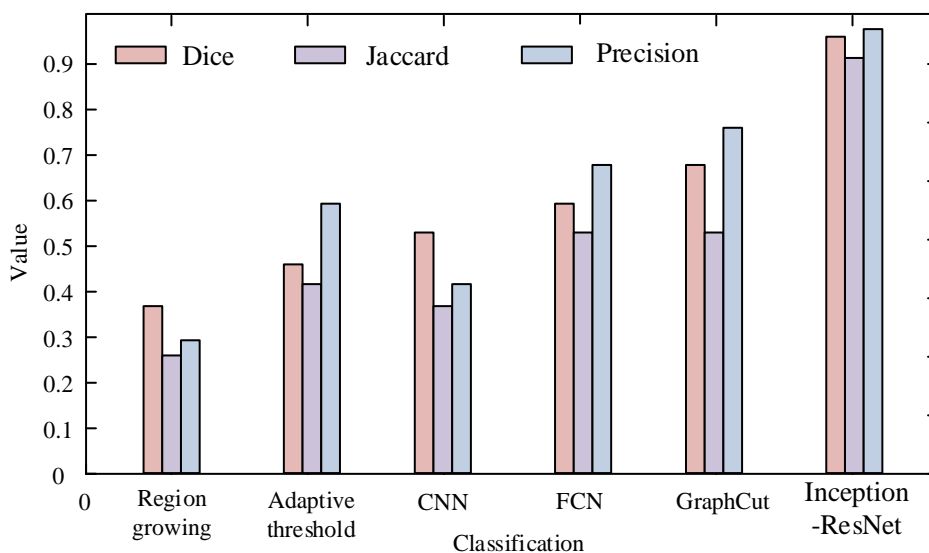 Dice Jaccard Precision
0.9
0.8
0.7
0.6
0.5
0.4
0.3
0.2
0.1
0
Value
0
Region
growing
Adaptive
threshold
CNN
FCN
GraphCut
Inception
-ResNet
Classification